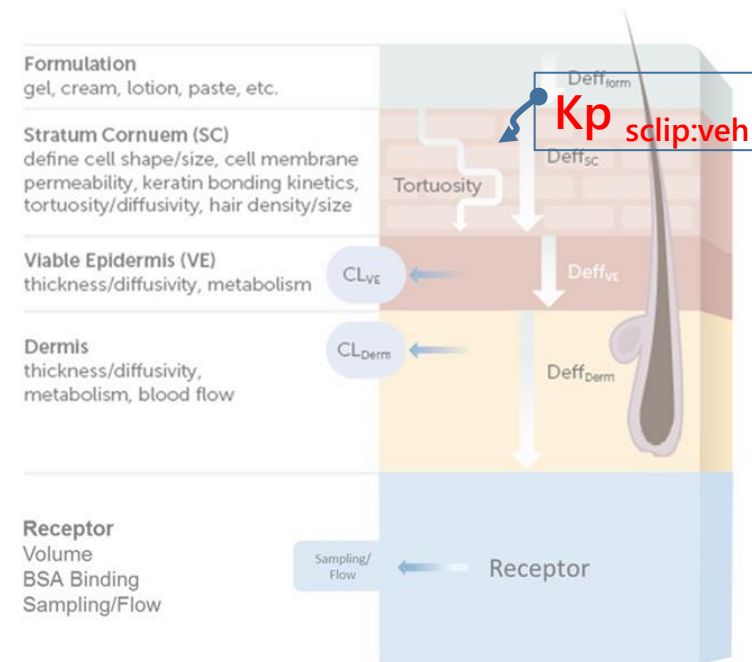 Formulation
gel, cream, lotion, paste, etc.
Deff form
Kp sclip:veh
Stratum Cornuem (SC)
define cell shape/size, cell membrane
permeability, keratin bonding kinetics,
tortuosity/diffusivity, hair density/size
Tortuosity
Deff SC
Viable Epidermis (VE)
thickness/diffusivity, metabolism
CL VE
Deff VE
Dermis
thickness/diffusivity,
metabolism, blood flow
CL Derm
Deff Derm
Receptor
Volume
BSA Binding
Sampling/Flow
Sampling/
Flow
Receptor